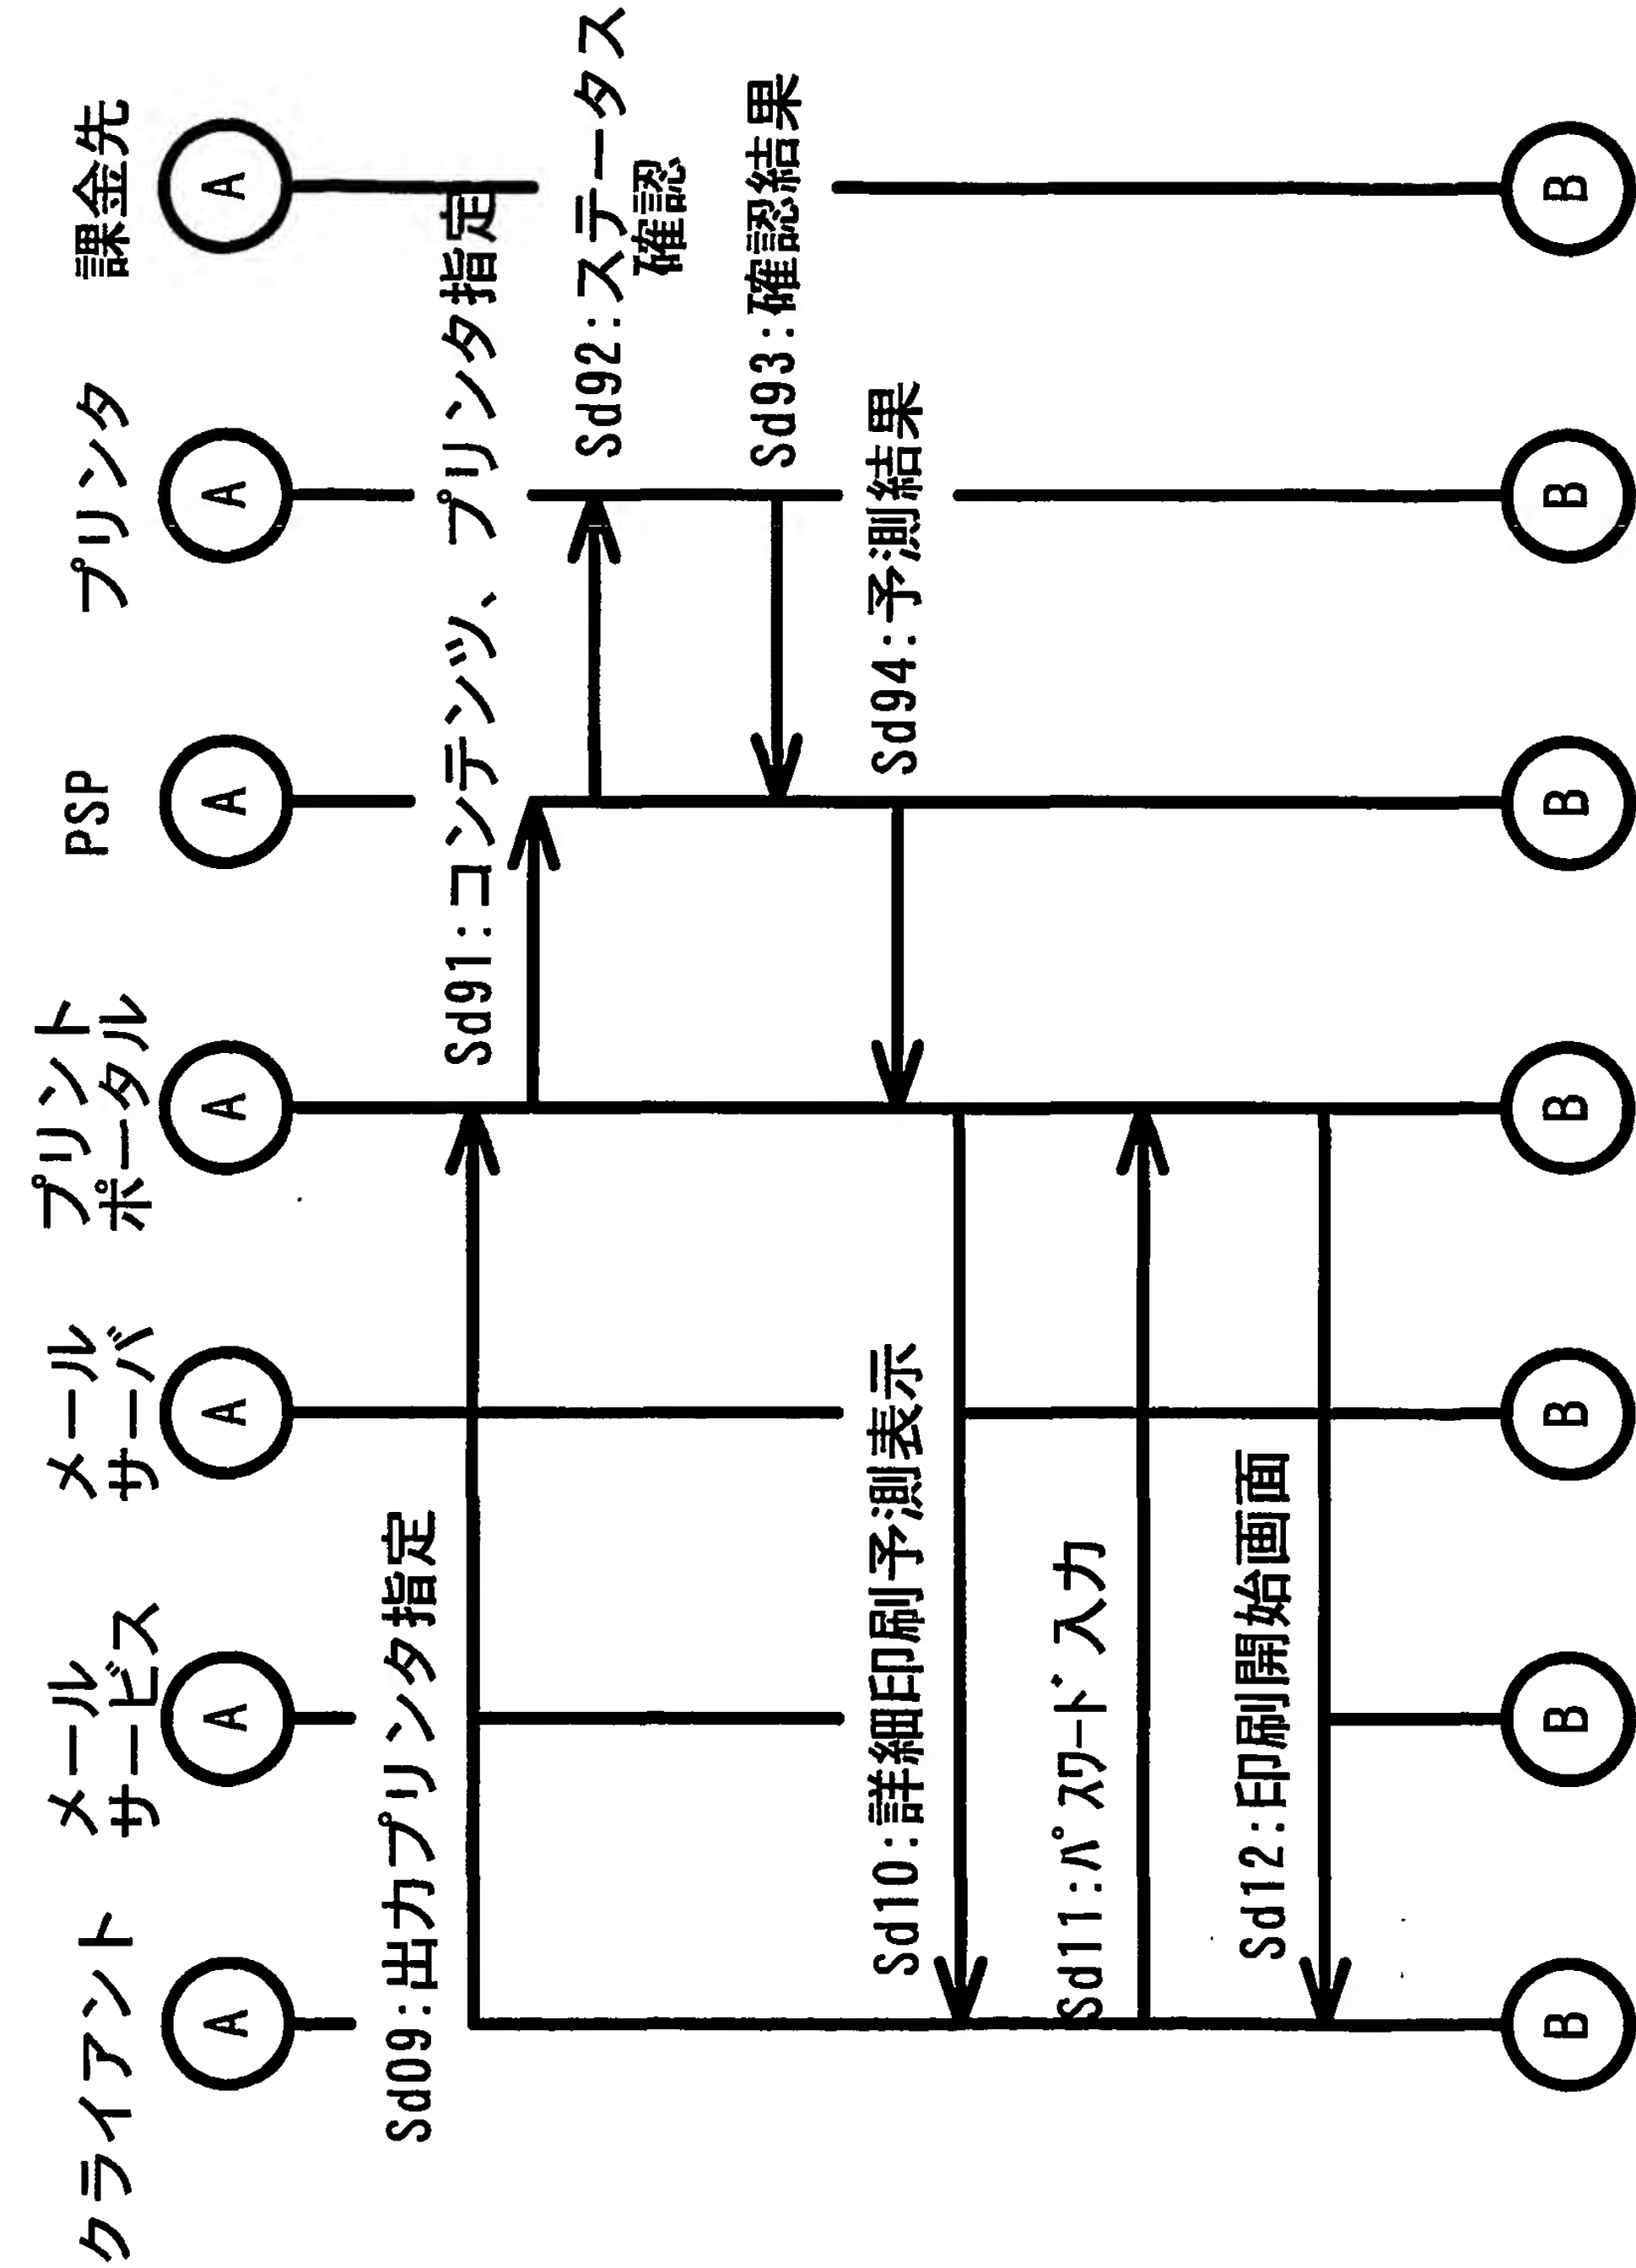 クライアント
メール
サービス
メール
サーバ
プリント
ポータル
PSP
プリンタ
課金先
A
A
A
A
A
A
A
Sd09:出力プリンタ指定
Sd91:コンテンツ、プリンタ指定
Sd92:ステータス
確認
Sd93:確認結果
Sd94:予測結果
Sd10:詳細印刷予測表示
Sd11:パスワード入力
Sd12:印刷開始画面
B
B
B
B
B
B
B